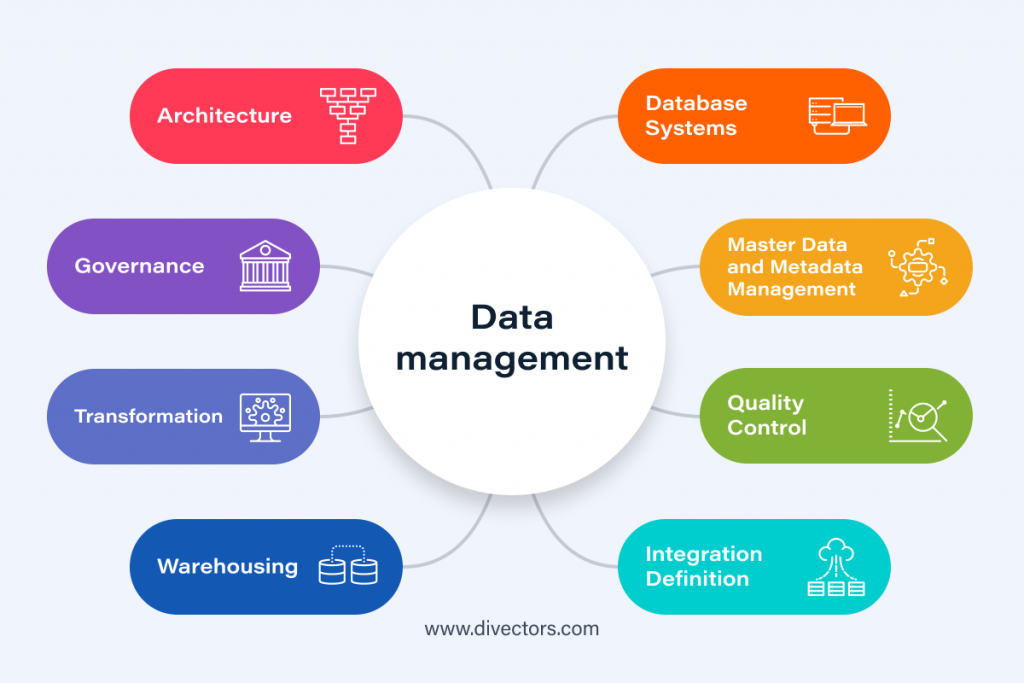 Architecture
Database
Systems
Governance
Master Data
and Metadata
Management
Data
management
Transformation
Quality
Control
Warehousing
Integration
Definition
www.divectors.com